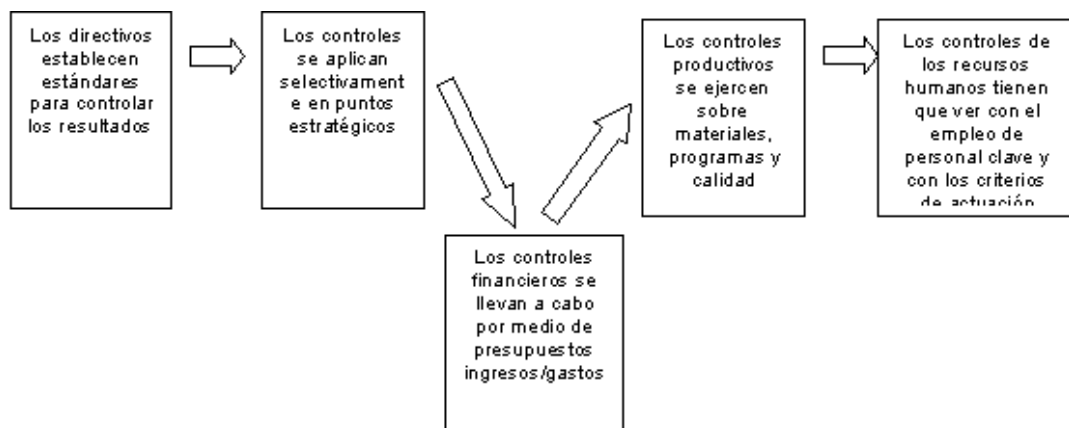 Los directivos
establecen
estándares
para controlar
los resultados
Los controles
se aplican
selectivament
e en puntos
estratégicos
Los controles
financieros se
llevan a cabo
por medio de
presupuestos
ingresos/gastos
Los controles
productivos
se ejercen
sobre
materiales,
programas y
calidad
Los controles de
los recursos
humanos tienen
que ver con el
empleo de
personal clave y
con los criterios
de actuación